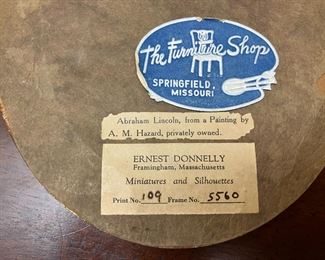 The Furniture Shop
SPRINGFIELD,
MISSOURI
Abraham Lincoln, from a Painting by
A. M. Hazard, privately owned.
ERNEST DONNELLY
Framingham, Massachusetts
Miniatures and Silhouettes
Print No. 109 Frame No. 5560